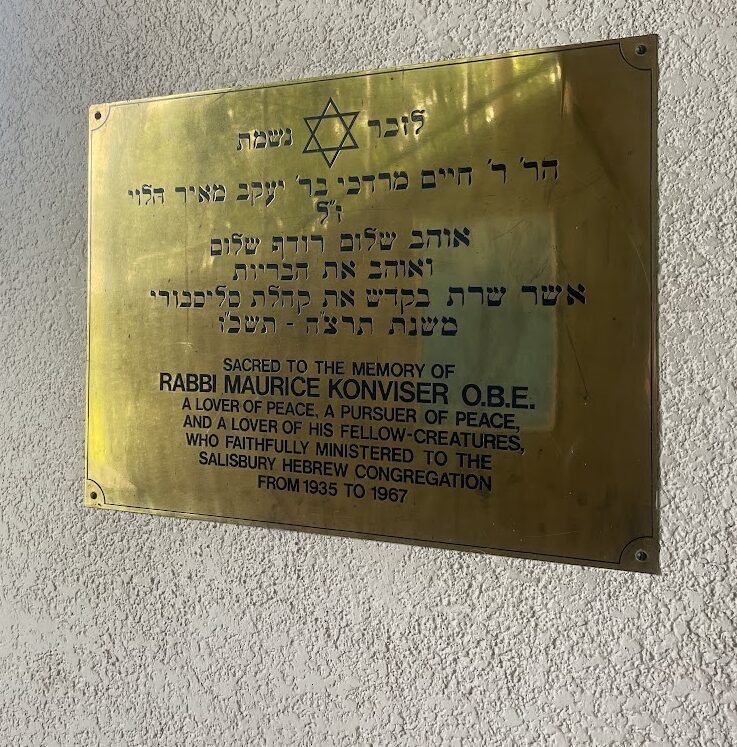 לזכר נשמת
הר׳ ר׳ חיים מרדכי בר׳ יעקב מאיר הלוי
ז״ל
אוהב שלום רודף שלום
ואוהב את הבריות
אשר שרת בקדש את קהלת סליסבורי
משנת תרצ״ה - תשכ״ז
SACRED TO THE MEMORY OF
RABBI MAURICE KONVISER O.B.E.
A LOVER OF PEACE, A PURSUER OF PEACE,
AND A LOVER OF HIS FELLOW-CREATURES,
WHO FAITHFULLY MINISTERED TO THE
SALISBURY HEBREW CONGREGATION
FROM 1935 TO 1967